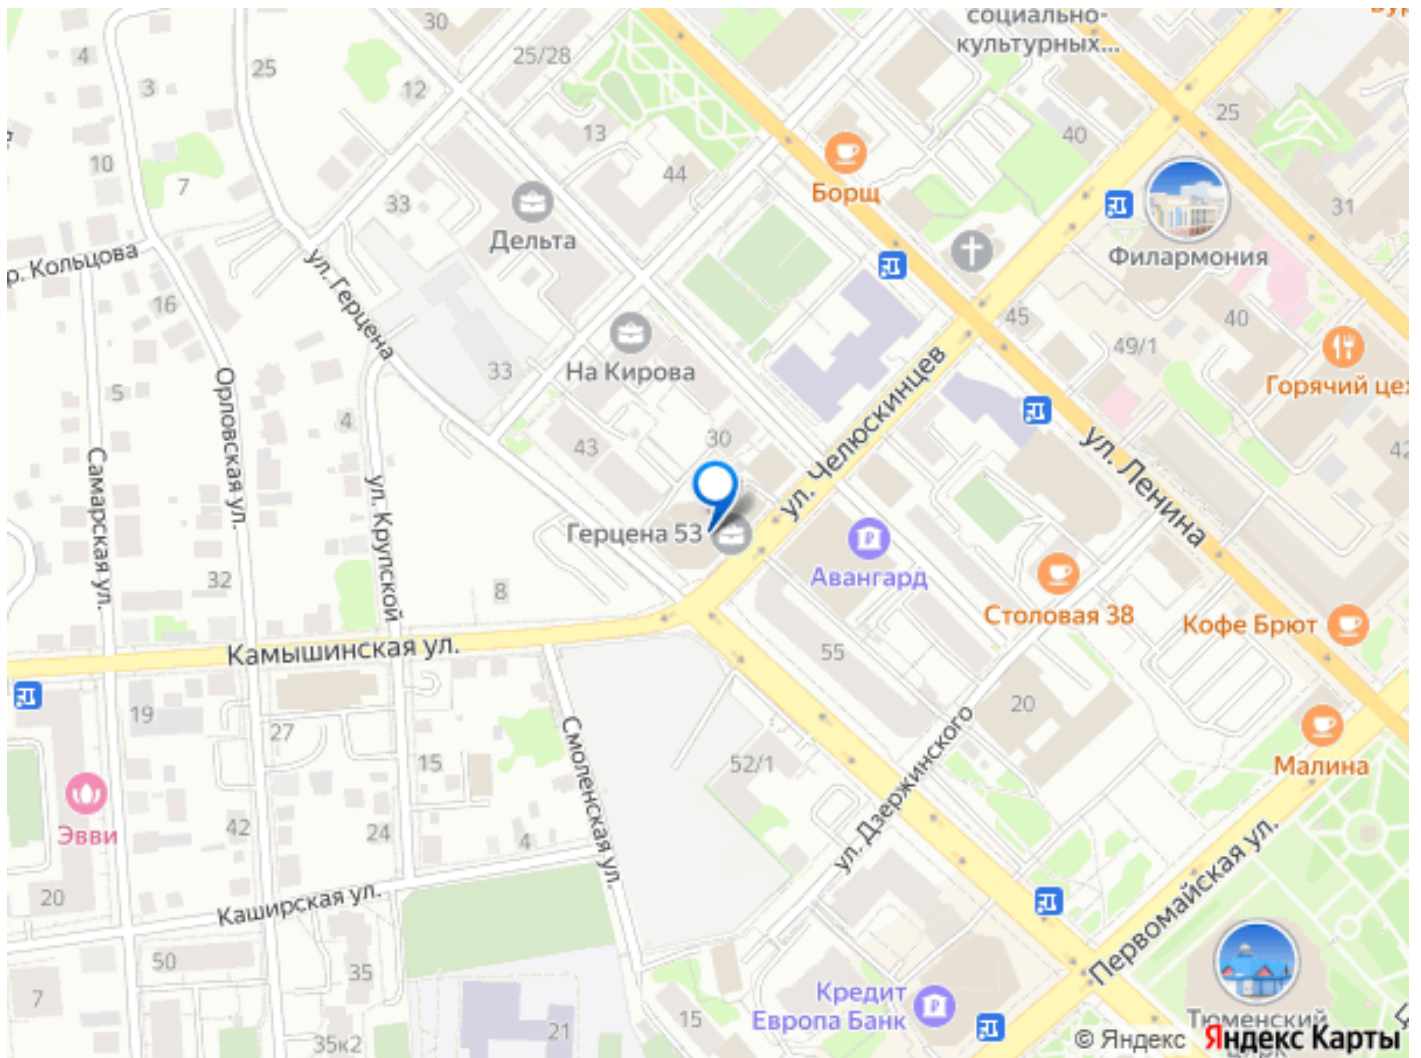 социально-
культурных...
30
25/28
4
25
3
12
13
25
40
10
7
44
Борщ
33
31
Дельта
Филармония
р. Кольцова
ул. Герцена
16
45
40
49/1
33
На Кирова
Горячий цех
5
Орловская ул.
4
ул. Челюскинцев
30
43
ул. Ленина
42
Самарская ул.
ул. Крупской
Герцена 53
Авангард
32
8
Столовая 38
Кофе Брют
Камышинская ул.
55
20
19
27
Смоленская ул.
15
52/1
ул. Дзержинского
Малина
Эвви
42
24
4
Первомайская ул.
20
Каширская ул.
50
35
7
Кредит
Европа Банк
15
21
35к2
Тюменский
цирк
© Яндекс Яндекс Карты